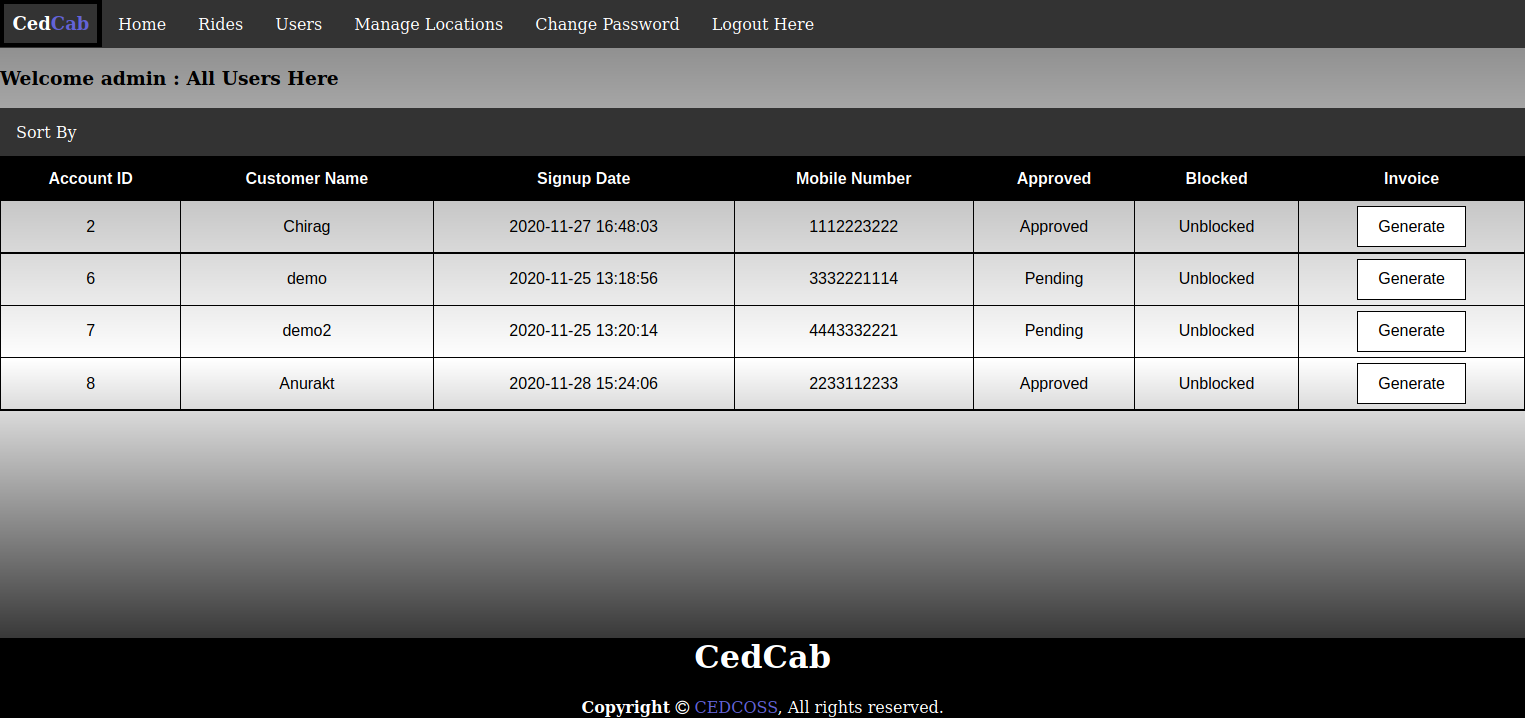 CedCab Home Rides Users Manage Locations Change Password Logout Here
Welcome admin : All Users Here
Sort By
Account ID Customer Name Signup Date Mobile Number Approved Blocked Invoice
2 Chirag 2020-11-27 16:48:03 1112223222 Approved Unblocked Generate
6 demo 2020-11-25 13:18:56 3332221114 Pending Unblocked Generate
7 demo2 2020-11-25 13:20:14 4443332221 Pending Unblocked Generate
8 Anurakt 2020-11-28 15:24:06 2233112233 Approved Unblocked Generate
CedCab
Copyright © CEDCOSS, All rights reserved.